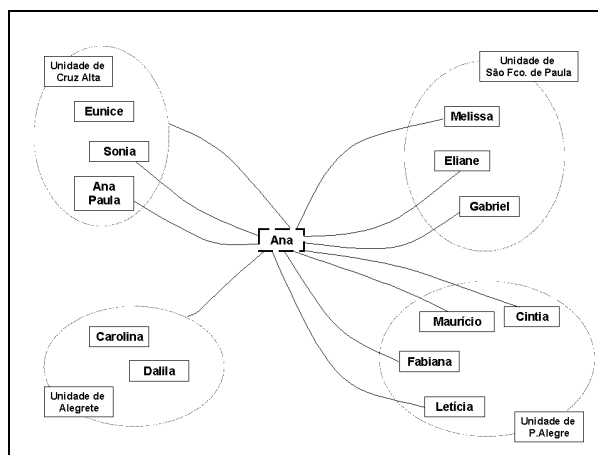 Unidade de
Cruz Alta
Eunice
Sonia
Ana
Paula
Unidade de
São Fco. de Paula
Melissa
Eliane
Gabriel
Ana
Carolina
Dalila
Unidade de
Alegrete
Maurício
Cintia
Fabiana
Letícia
Unidade de
P.Alegre